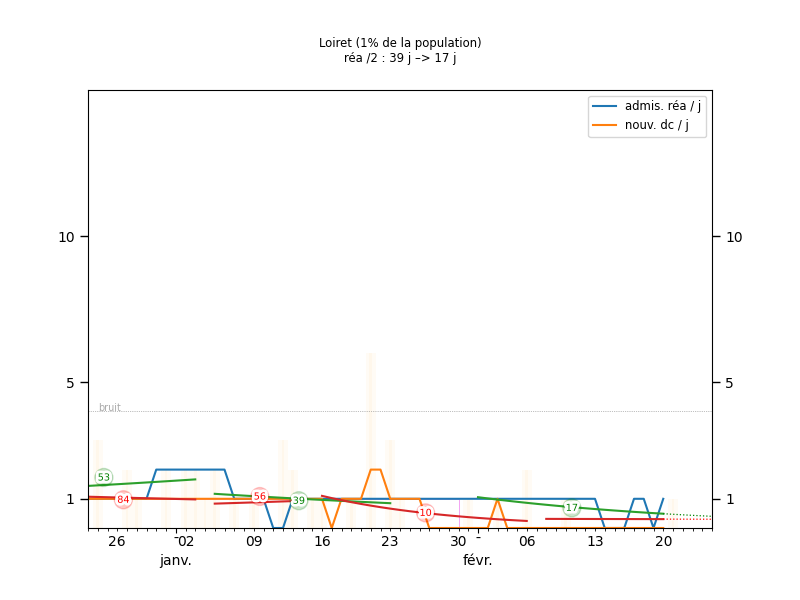 Loiret (1% de la population)
réa /2 : 39 j –> 17 j
admis. réa / j
nouv. dc / j
10 10
5 5
bruit
53
84
56
39
10
17
1 1
26 02 09 16 23 30 06 13 20
janv. févr.